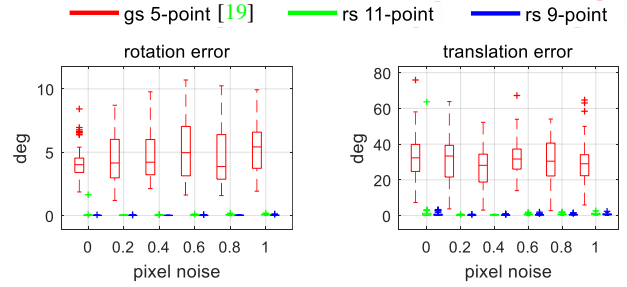 gs 5-point [19] rs 11-point rs 9-point
rotation error
deg
10
5
0
0 0.2 0.4 0.6 0.8 1
pixel noise
translation error
deg
80
60
40
20
0
0 0.2 0.4 0.6 0.8 1
pixel noise